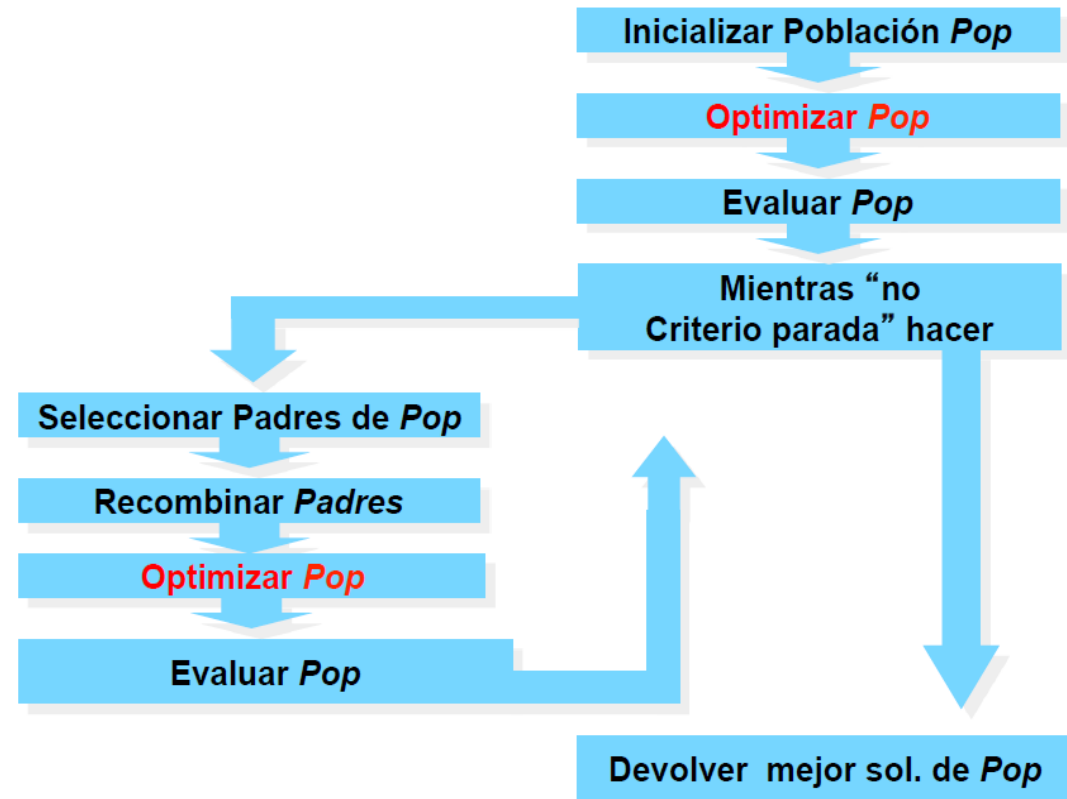 Inicializar Población Pop
Optimizar Pop
Evaluar Pop
Mientras “no
Criterio parada” hacer
Seleccionar Padres de Pop
Recombinar Padres
Optimizar Pop
Evaluar Pop
Devolver mejor sol. de Pop